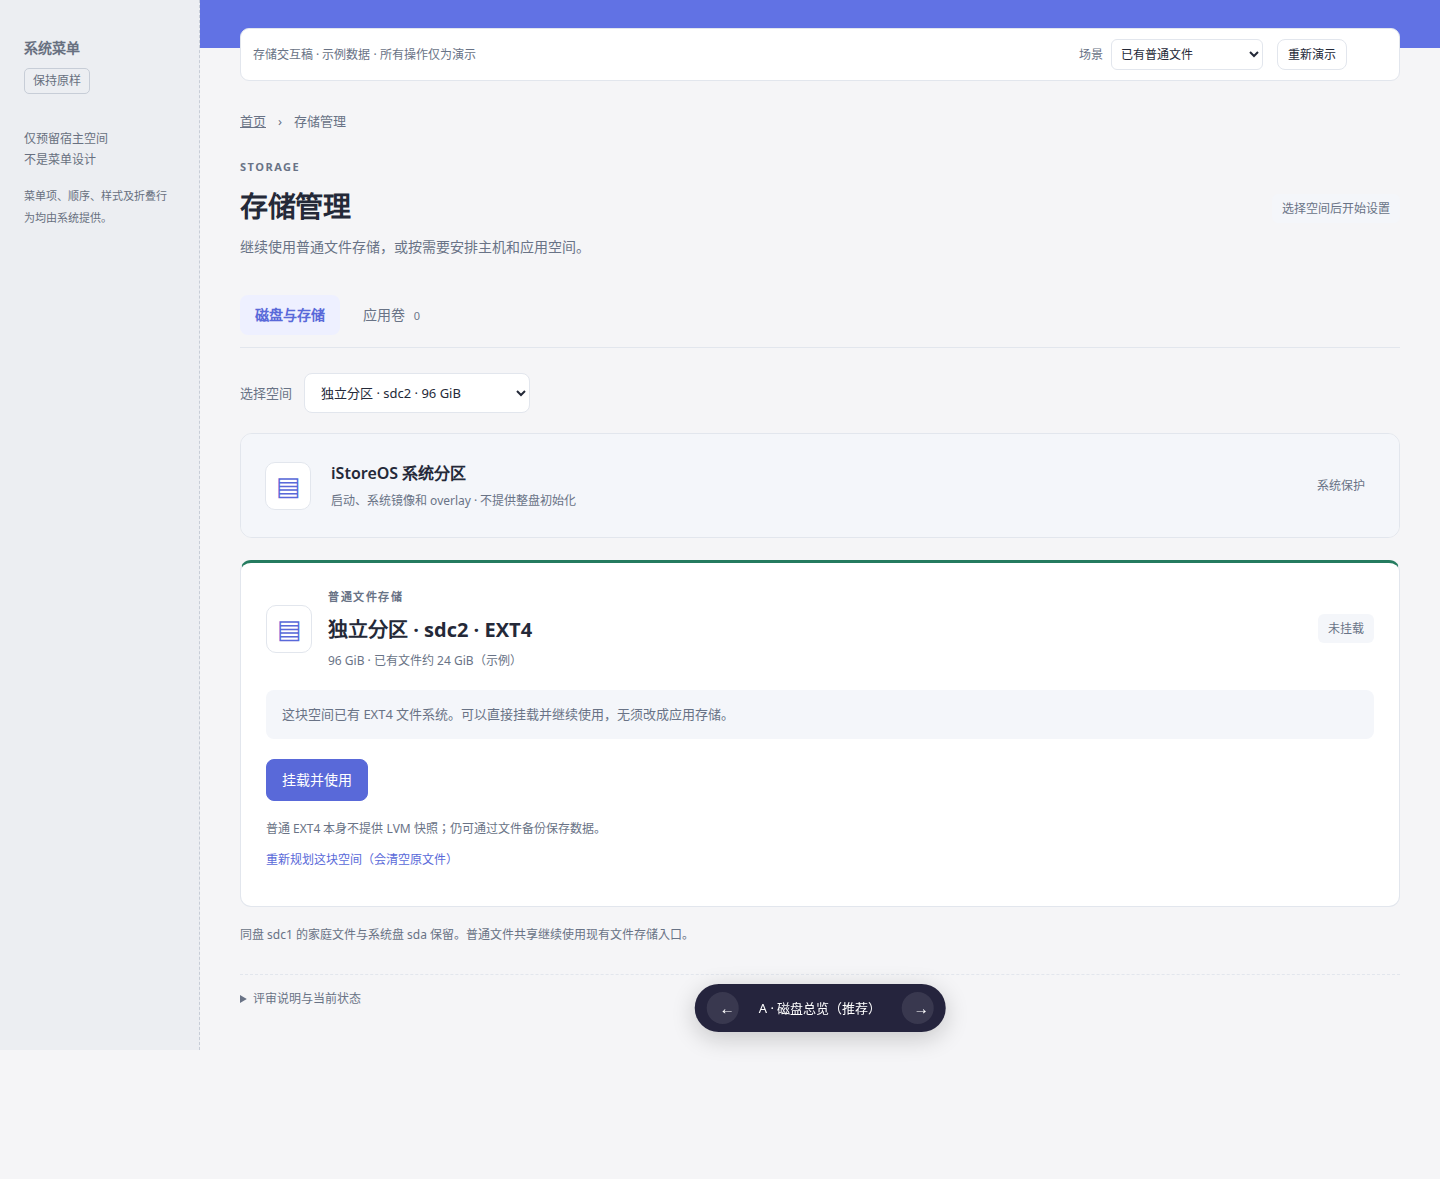 系统菜单
保持原样
仅预留宿主空间
不是菜单设计
菜单项、顺序、样式及折叠行
为均由系统提供。
存储交互稿 · 示例数据 · 所有操作仅为演示
场景
已有普通文件
重新演示
首页 › 存储管理
STORAGE
存储管理
选择空间后开始设置
继续使用普通文件存储，或按需要安排主机和应用空间。
磁盘与存储
应用卷 0
选择空间
独立分区 · sdc2 · 96 GiB
iStoreOS 系统分区
启动、系统镜像和 overlay · 不提供整盘初始化
系统保护
普通文件存储
独立分区 · sdc2 · EXT4
96 GiB · 已有文件约 24 GiB（示例）
未挂载
这块空间已有 EXT4 文件系统。可以直接挂载并继续使用，无须改成应用存储。
挂载并使用
普通 EXT4 本身不提供 LVM 快照；仍可通过文件备份保存数据。
重新规划这块空间（会清空原文件）
同盘 sdc1 的家庭文件与系统盘 sda 保留。普通文件共享继续使用现有文件存储入口。
▶ 评审说明与当前状态
← A · 磁盘总览（推荐） →